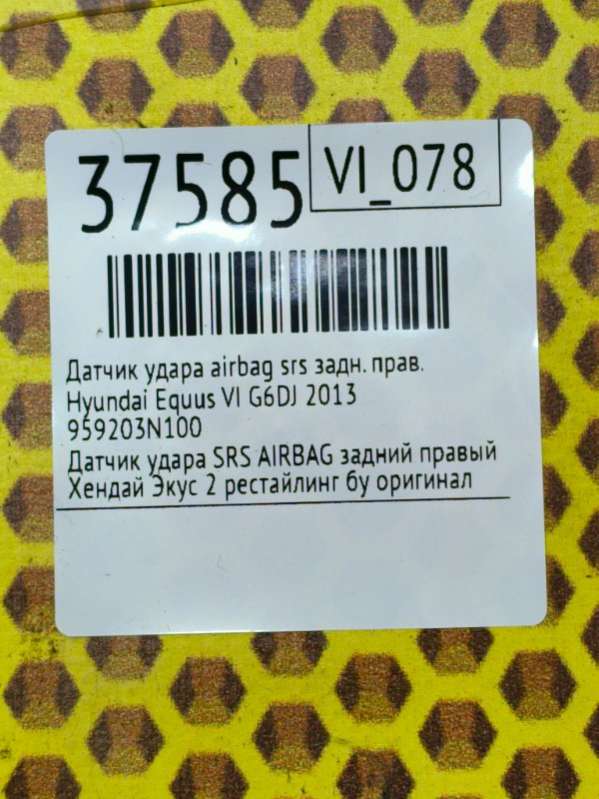 37585
VI_078
Датчик удара airbag srs задн. прав.
Hyundai Equus VI G6DJ 2013
959203N100
Датчик удара SRS AIRBAG задний правый
Хендай Экус 2 рестайлинг бу оригинал